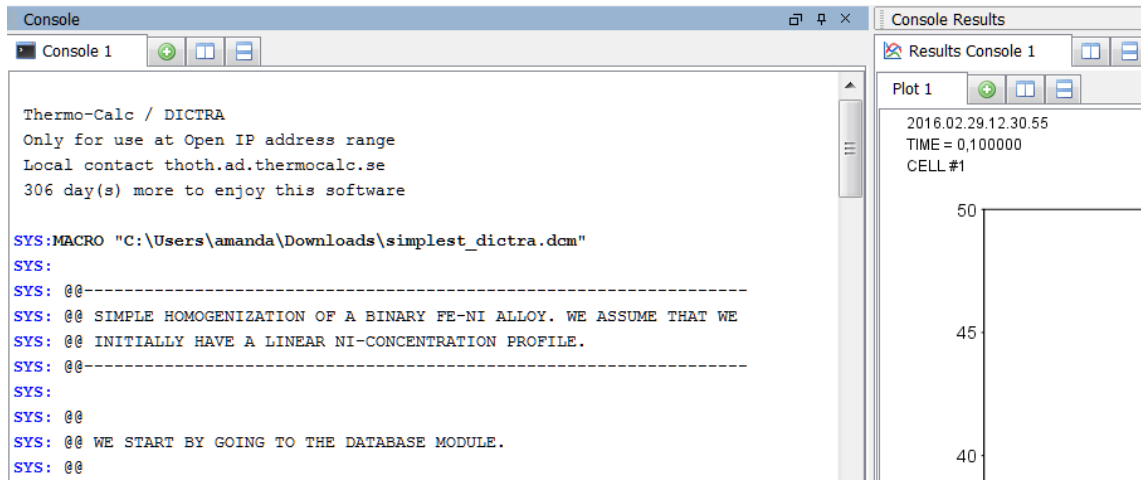 Console
Console 1
Thermo-Calc / DICTRA
Only for use at Open IP address range
Local contact thoth.ad.thermocalc.se
306 day(s) more to enjoy this software
SYS:MACRO "C:\Users\amanda\Downloads\simplest_dictra.dcm"
SYS:
SYS: @@------------------------------------------------------------------
SYS: @@ SIMPLE HOMOGENIZATION OF A BINARY FE-NI ALLOY. WE ASSUME THAT WE
SYS: @@ INITIALLY HAVE A LINEAR NI-CONCENTRATION PROFILE.
SYS: @@------------------------------------------------------------------
SYS:
SYS: @@
SYS: @@ WE START BY GOING TO THE DATABASE MODULE.
SYS: @@
Console Results
Results Console 1
Plot 1
2016.02.29.12.30.55
TIME = 0,100000
CELL #1
50
45
40